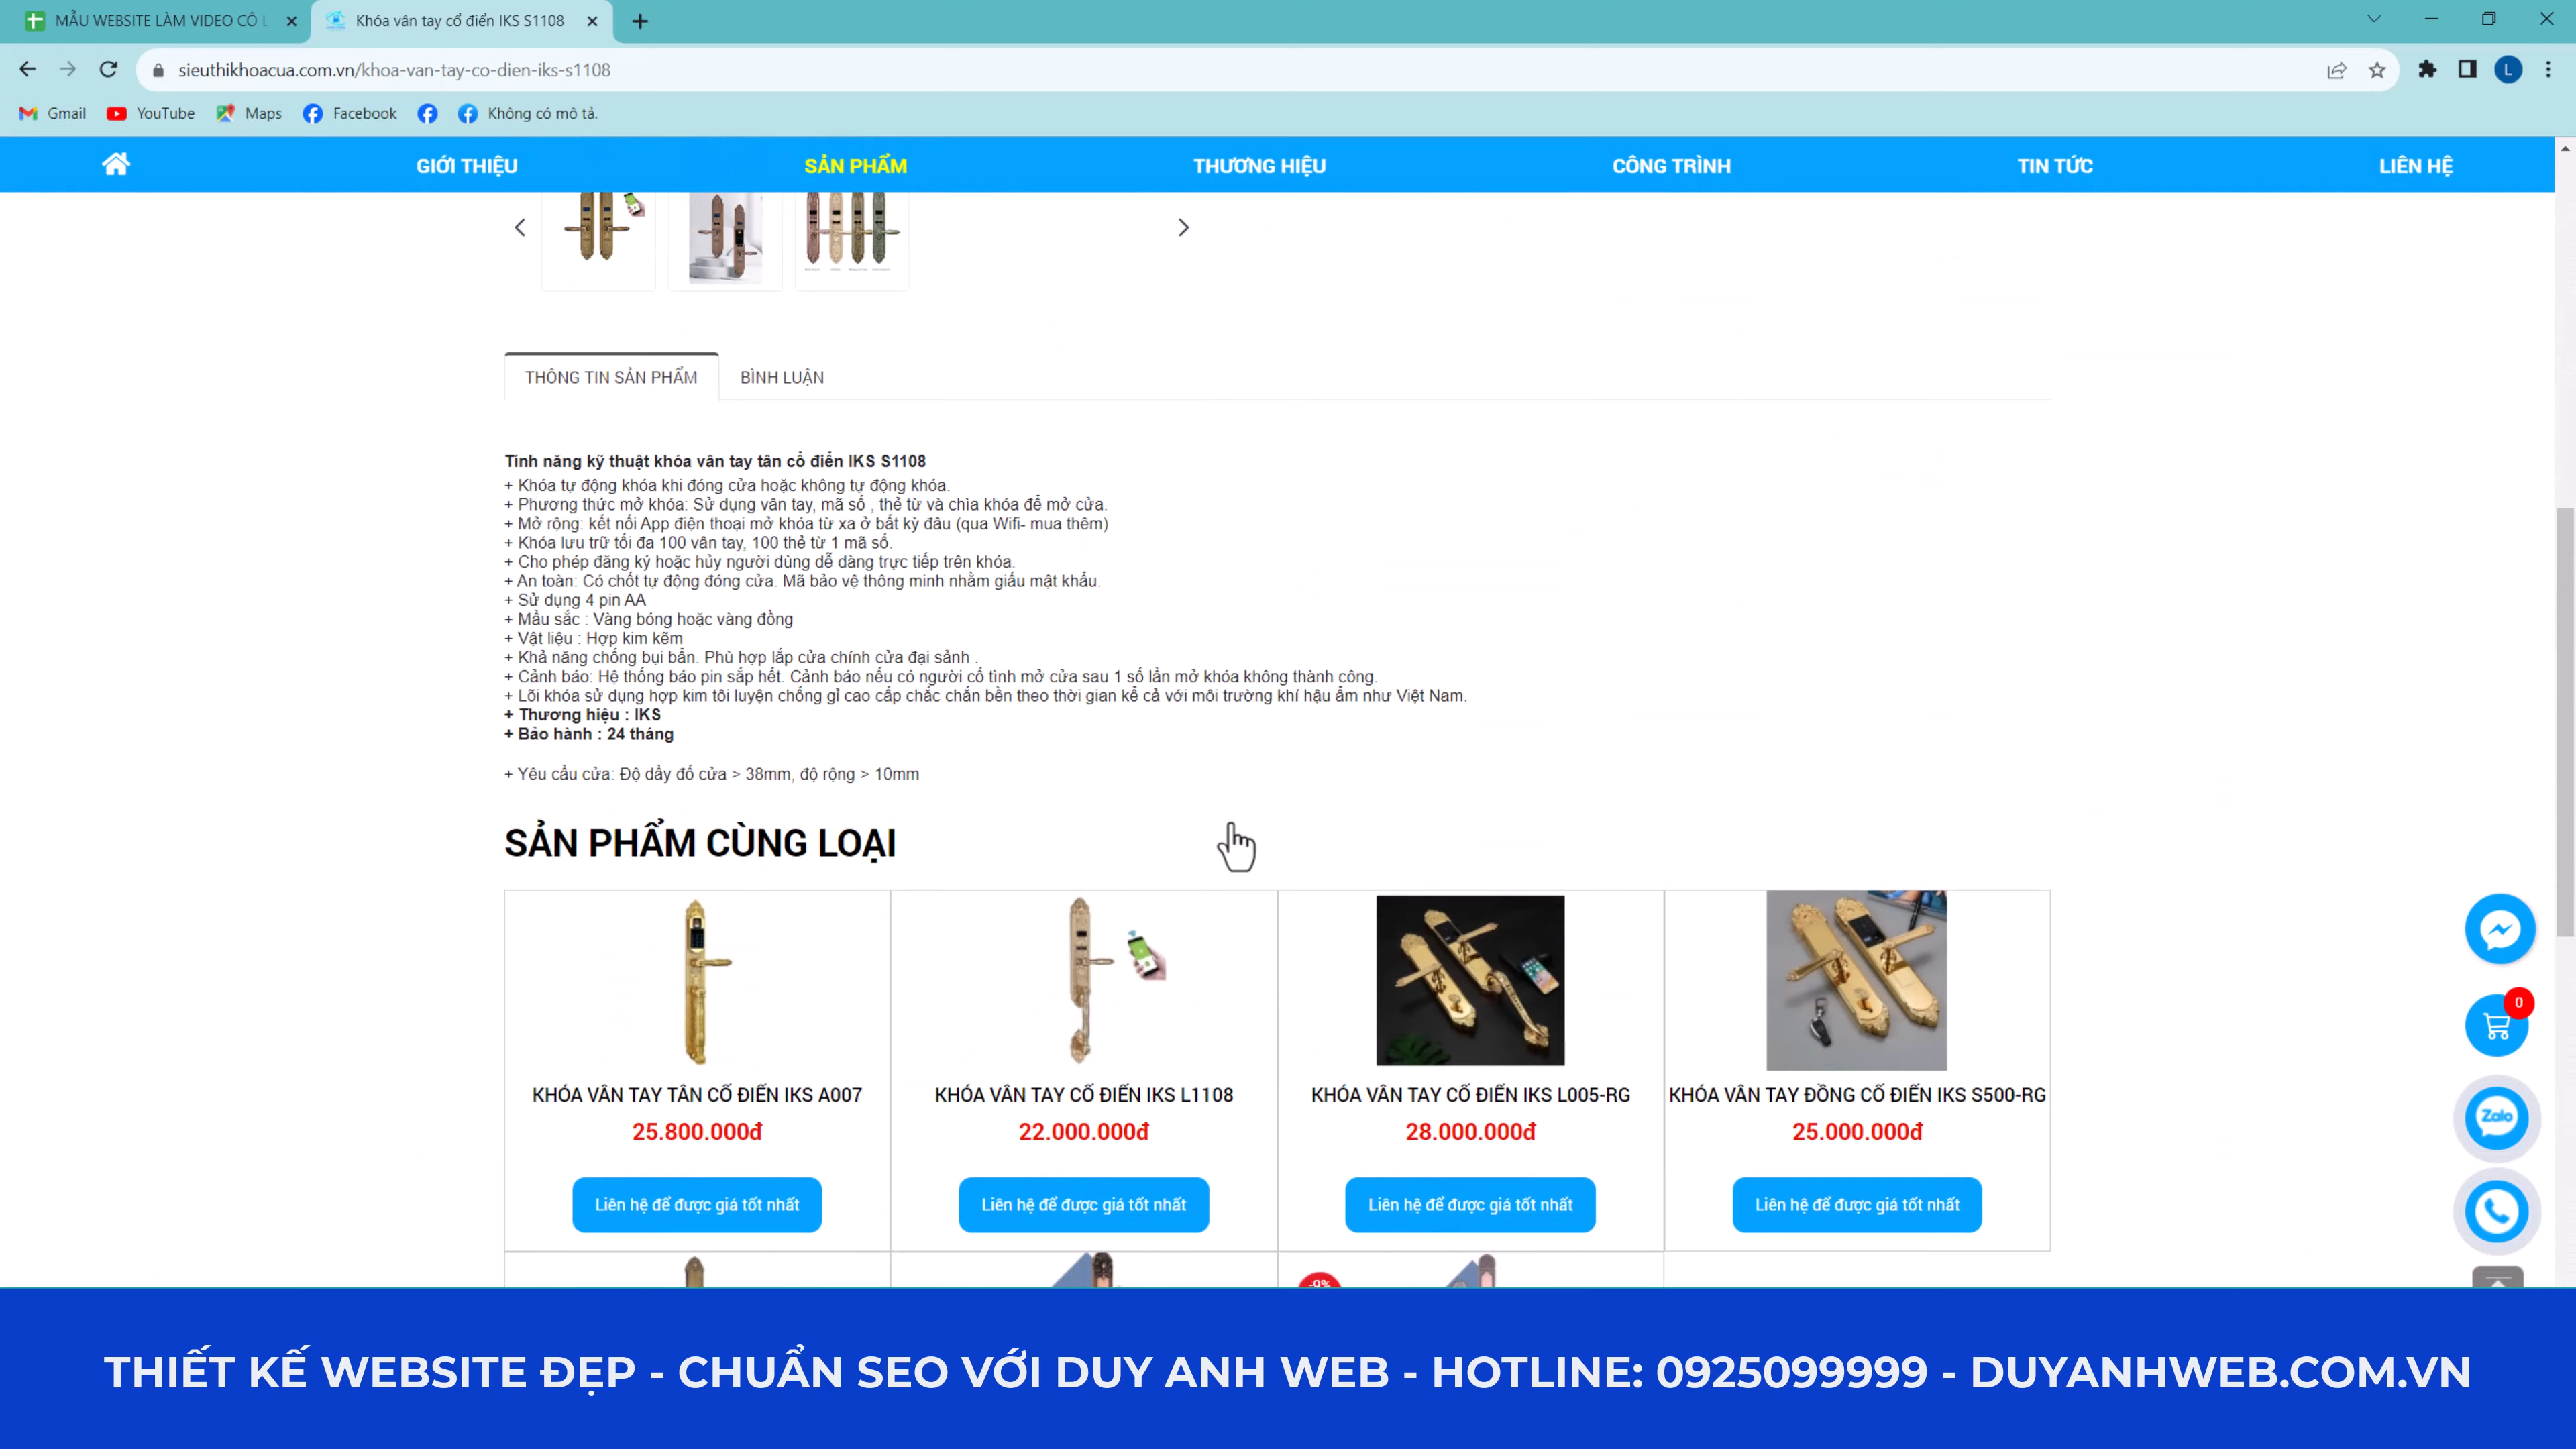 MẪU WEBSITE LÀM VIDEO CÔ L
Khóa vân tay cổ điển IKS S1108
sieuthikhoacua.com.vn/khoa-van-tay-co-dien-iks-s1108
L
Gmail
YouTube
Maps
Facebook
Không có mô tả.
GIỚI THIỆU
SẢN PHẨM
THƯƠNG HIỆU
CÔNG TRÌNH
TIN TỨC
LIÊN HỆ
THÔNG TIN SẢN PHẨM
BÌNH LUẬN
Tính năng kỹ thuật khóa vân tay tân cổ điển IKS S1108
+ Khóa tự động khóa khi đóng cửa hoặc không tự động khóa.
+ Phương thức mở khóa: Sử dụng vân tay, mã số , thẻ từ và chìa khóa để mở cửa.
+ Mở rộng: kết nối App điện thoại mở khóa từ xa ở bất kỳ đâu (qua Wifi- mua thêm)
+ Khóa lưu trữ tối đa 100 vân tay, 100 thẻ từ 1 mã số.
+ Cho phép đăng ký hoặc hủy người dùng dễ dàng trực tiếp trên khóa.
+ An toàn: Có chốt tự động đóng cửa. Mã bảo vệ thông minh nhằm giấu mật khẩu.
+ Sử dụng 4 pin AA
+ Mầu sắc : Vàng bóng hoặc vàng đồng
+ Vật liệu : Hợp kim kẽm
+ Khả năng chống bụi bẩn. Phù hợp lắp cửa chính cửa đại sảnh .
+ Cảnh báo: Hệ thống báo pin sắp hết. Cảnh báo nếu có người cố tình mở cửa sau 1 số lần mở khóa không thành công.
+ Lõi khóa sử dụng hợp kim tôi luyện chống gỉ cao cấp chắc chắn bền theo thời gian kể cả với môi trường khí hậu ẩm như Việt Nam.
+ Thương hiệu : IKS
+ Bảo hành : 24 tháng
+ Yêu cầu cửa: Độ dầy đố cửa > 38mm, độ rộng > 10mm
SẢN PHẨM CÙNG LOẠI
KHÓA VÂN TAY TÂN CỔ ĐIỂN IKS A007
25.800.000đ
Liên hệ để được giá tốt nhất
KHÓA VÂN TAY CỔ ĐIỂN IKS L1108
22.000.000đ
Liên hệ để được giá tốt nhất
KHÓA VÂN TAY CỔ ĐIỂN IKS L005-RG
28.000.000đ
Liên hệ để được giá tốt nhất
KHÓA VÂN TAY ĐỒNG CỔ ĐIỂN IKS S500-RG
25.000.000đ
Liên hệ để được giá tốt nhất
-9%
0
Zalo
THIẾT KẾ WEBSITE ĐẸP - CHUẨN SEO VỚI DUY ANH WEB - HOTLINE: 0925099999 - DUYANHWEB.COM.VN